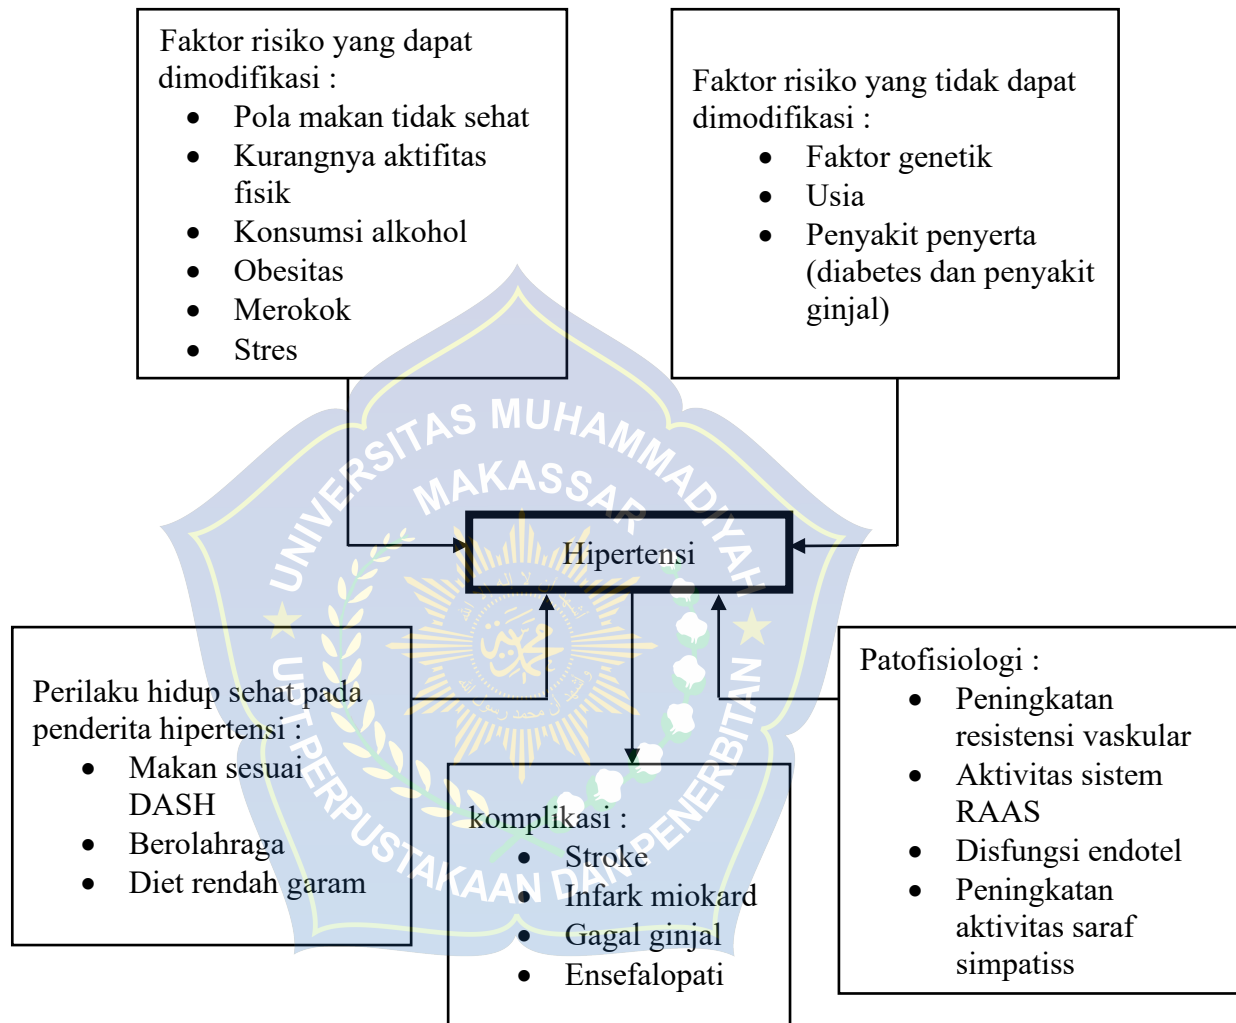 Faktor risiko yang dapat
dimodifikasi :
• Pola makan tidak sehat
• Kurangnya aktifitas
fisik
• Konsumsi alkohol
• Obesitas
• Merokok
• Stres
Faktor risiko yang tidak dapat
dimodifikasi :
• Faktor genetik
• Usia
• Penyakit penyerta
(diabetes dan penyakit
ginjal)
UNIVERSITAS MUHAMMADIYAH
MAKASSAR
Hipertensi
Perilaku hidup sehat pada
penderita hipertensi :
• Makan sesuai
DASH
• Berolahraga
• Diet rendah garam
komplikasi :
• Stroke
• Infark miokard
• Gagal ginjal
• Ensefalopati
Patofisiologi :
• Peningkatan
resistensi vaskular
• Aktivitas sistem
RAAS
• Disfungsi endotel
• Peningkatan
aktivitas saraf
simpatiss
UPT PERPUSTAKAAN DAN PENERBITAN